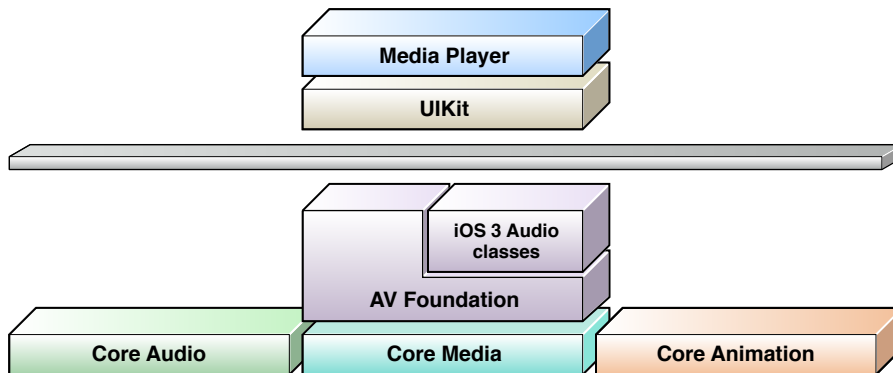 Media Player
UIKit
iOS 3 Audio
classes
AV Foundation
Core Audio
Core Media
Core Animation